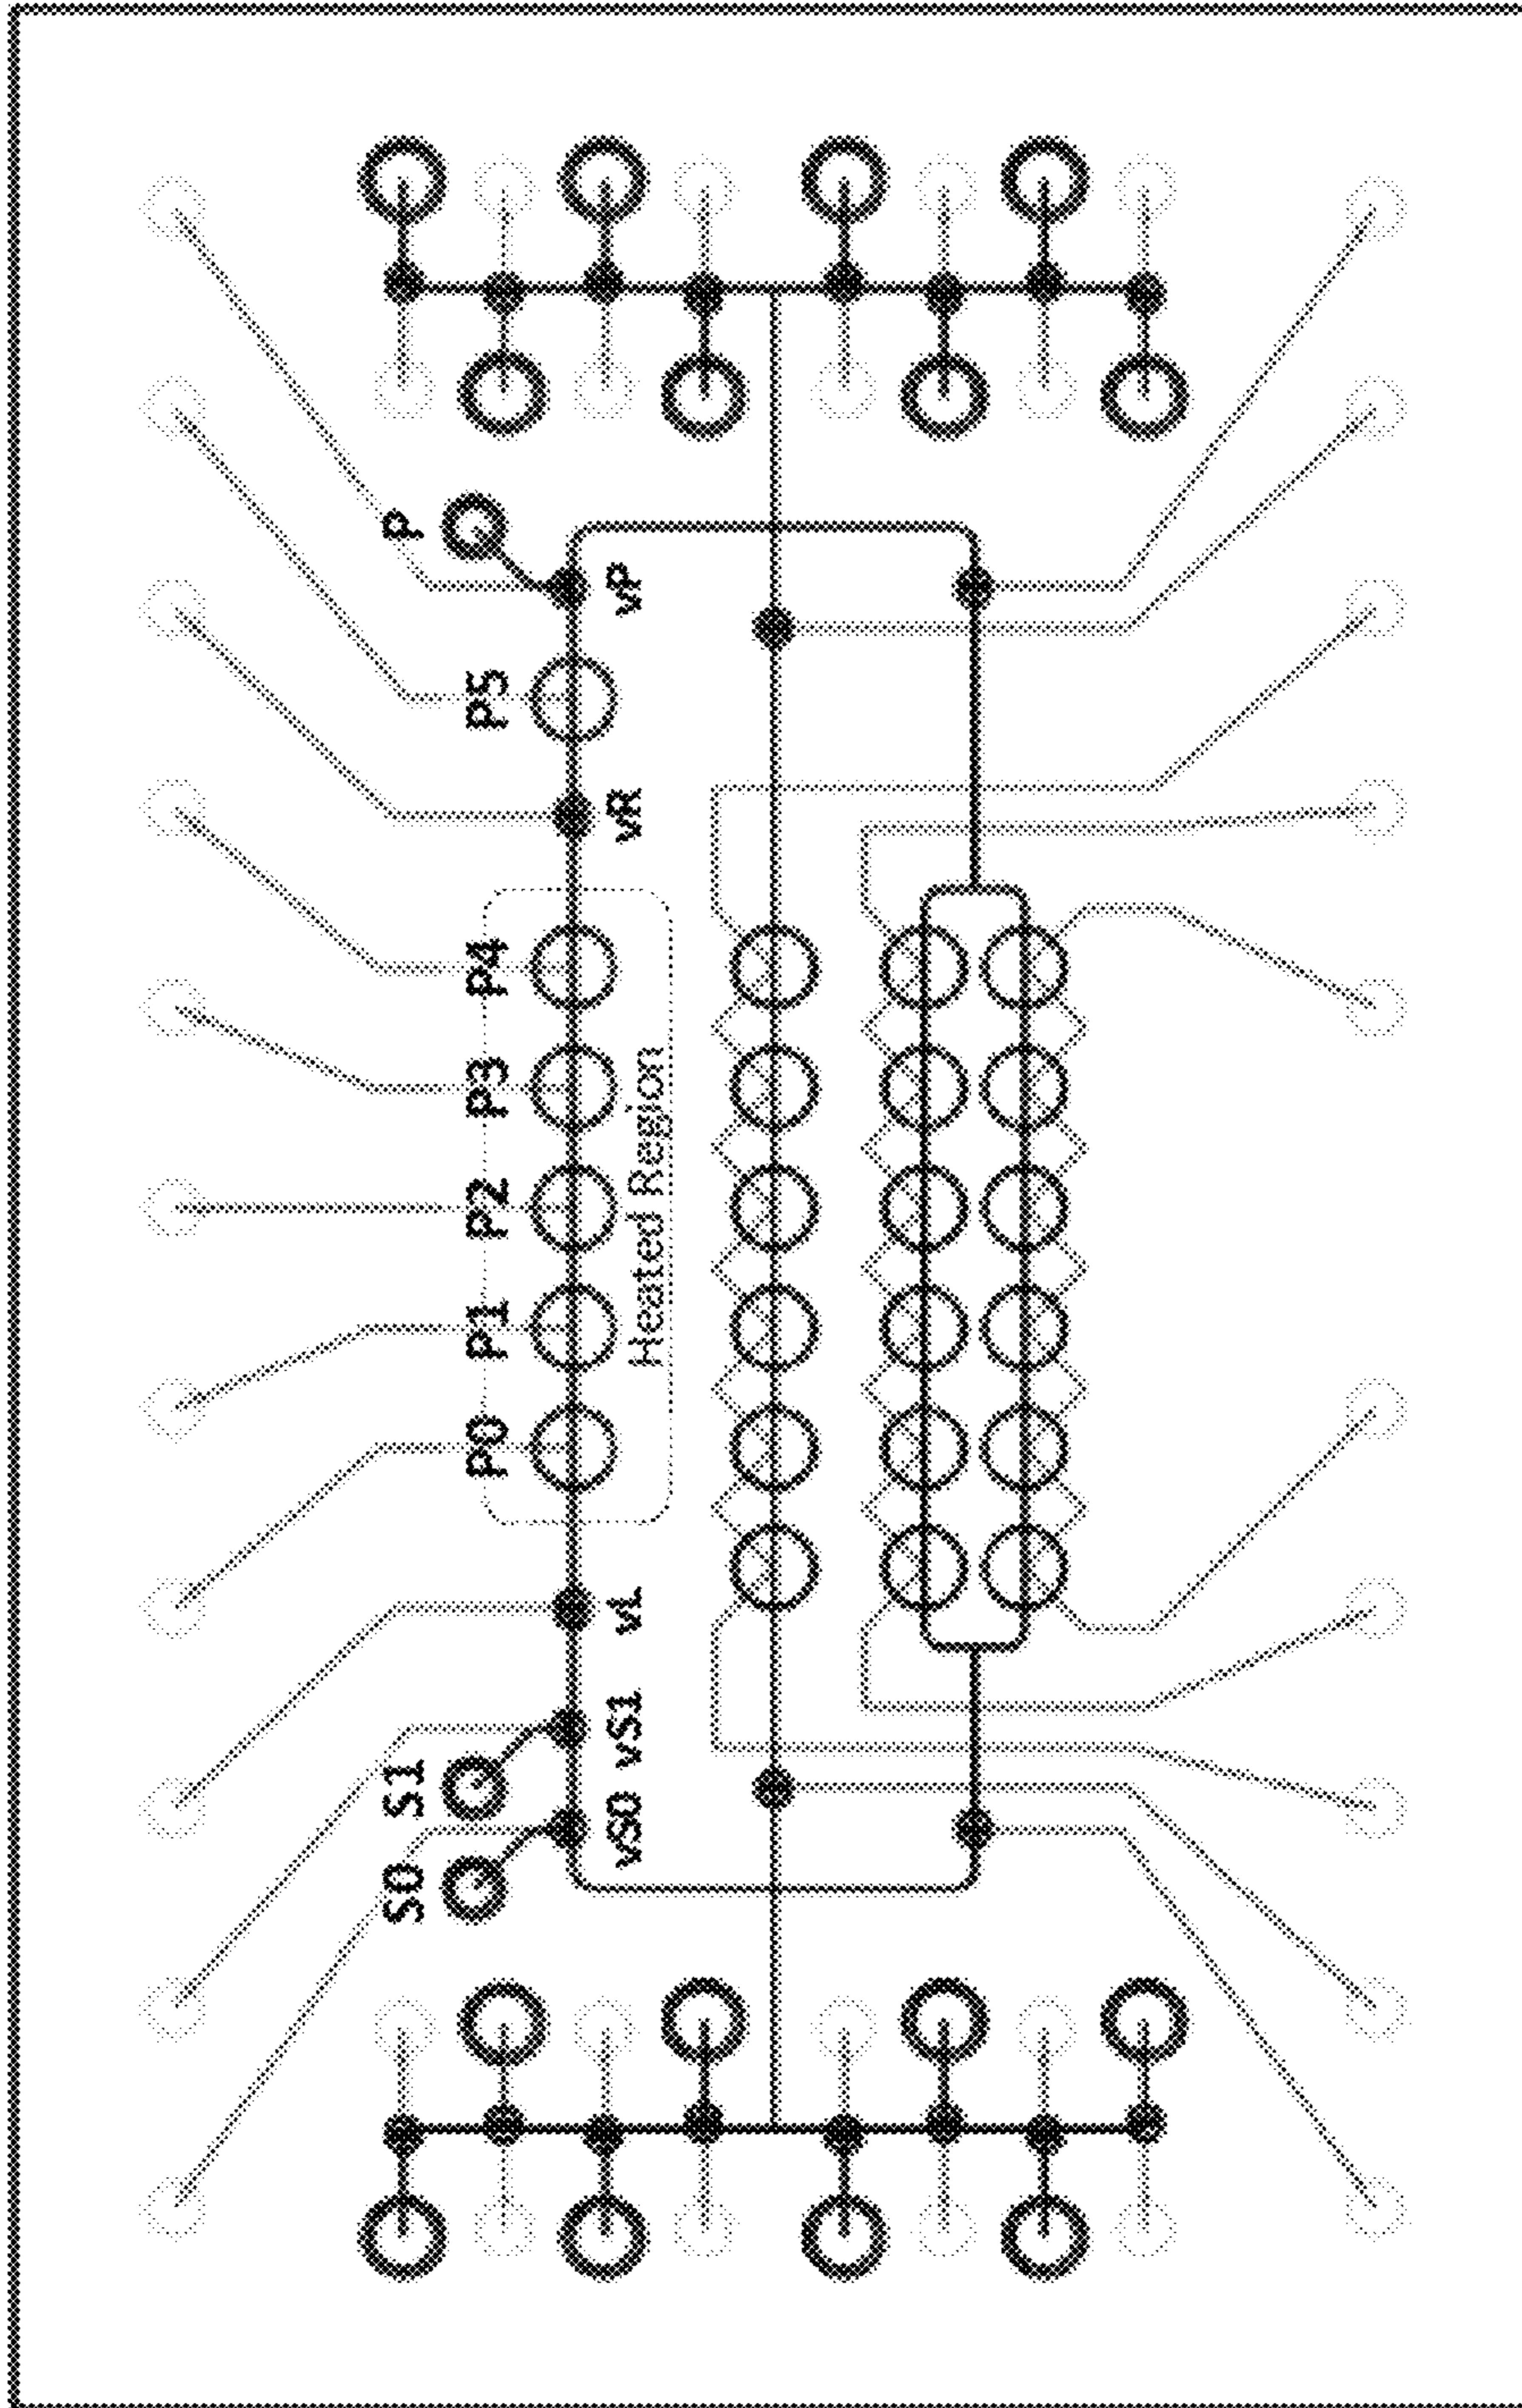 S0
S1
P
P0
P1
P2
P3
P4
P5
vS0
vS1
vL
vR
vP
Heated Region